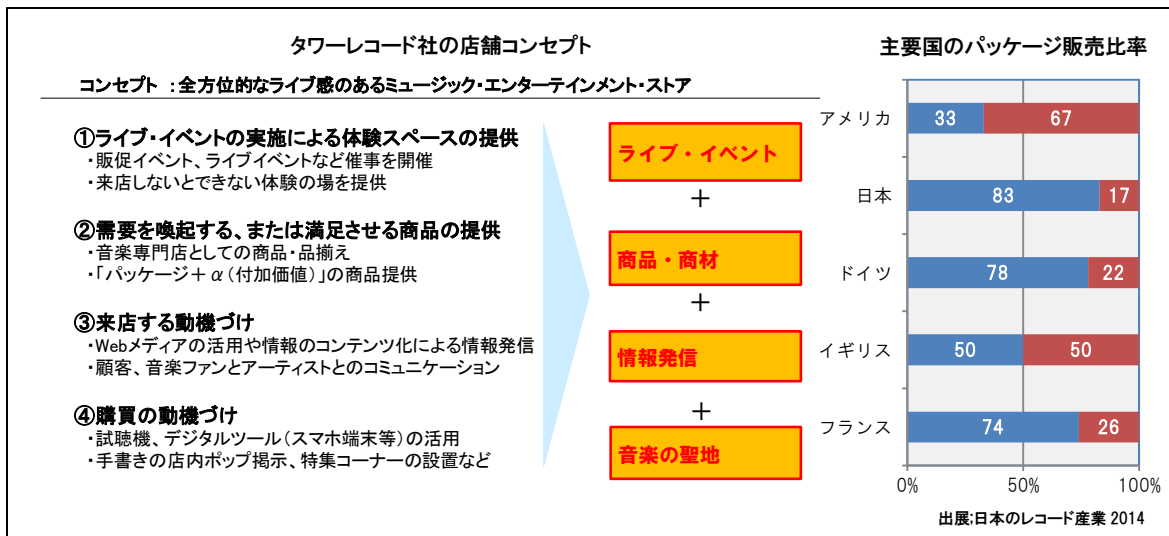 タワーレコード社の店舗コンセプト
コンセプト ：全方位的なライブ感のあるミュージック・エンターテインメント・ストア
①ライブ・イベントの実施による体験スペースの提供
・販促イベント、ライブイベントなど催事を開催
・来店しないとできない体験の場を提供
②需要を喚起する、または満足させる商品の提供
・音楽専門店としての商品・品揃え
・「パッケージ＋α（付加価値）」の商品提供
③来店する動機づけ
・Webメディアの活用や情報のコンテンツ化による情報発信
・顧客、音楽ファンとアーティストとのコミュニケーション
④購買の動機づけ
・試聴機、デジタルツール（スマホ端末等）の活用
・手書きの店内ポップ掲示、特集コーナーの設置など
ライブ・イベント
＋
商品・商材
＋
情報発信
＋
音楽の聖地
主要国のパッケージ販売比率
アメリカ 33 67
日本 83 17
ドイツ 78 22
イギリス 50 50
フランス 74 26
0% 50% 100%
出展;日本のレコード産業 2014